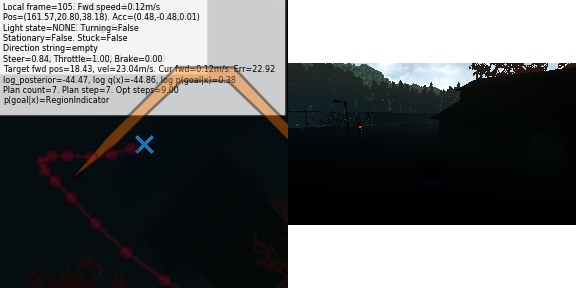 Local frame=105. Fwd speed=0.12m/s
Pos=(161.57,20.80,38.18). Acc=(0.48,-0.48,0.01)
Light state=NONE. Turning=False
Stationary=False. Stuck=False
Direction string=empty
Steer=0.84, Throttle=1.00, Brake=0.00
Target fwd pos=18.43, vel=23.04m/s. Cur fwd=0.12m/s. Err=22.92
log_posterior=-44.47, log q(x)=-44.86, log p(goal|x)=0.38
Plan count=7. Plan step=7. Opt steps=9.00
p(goal|x)=RegionIndicator